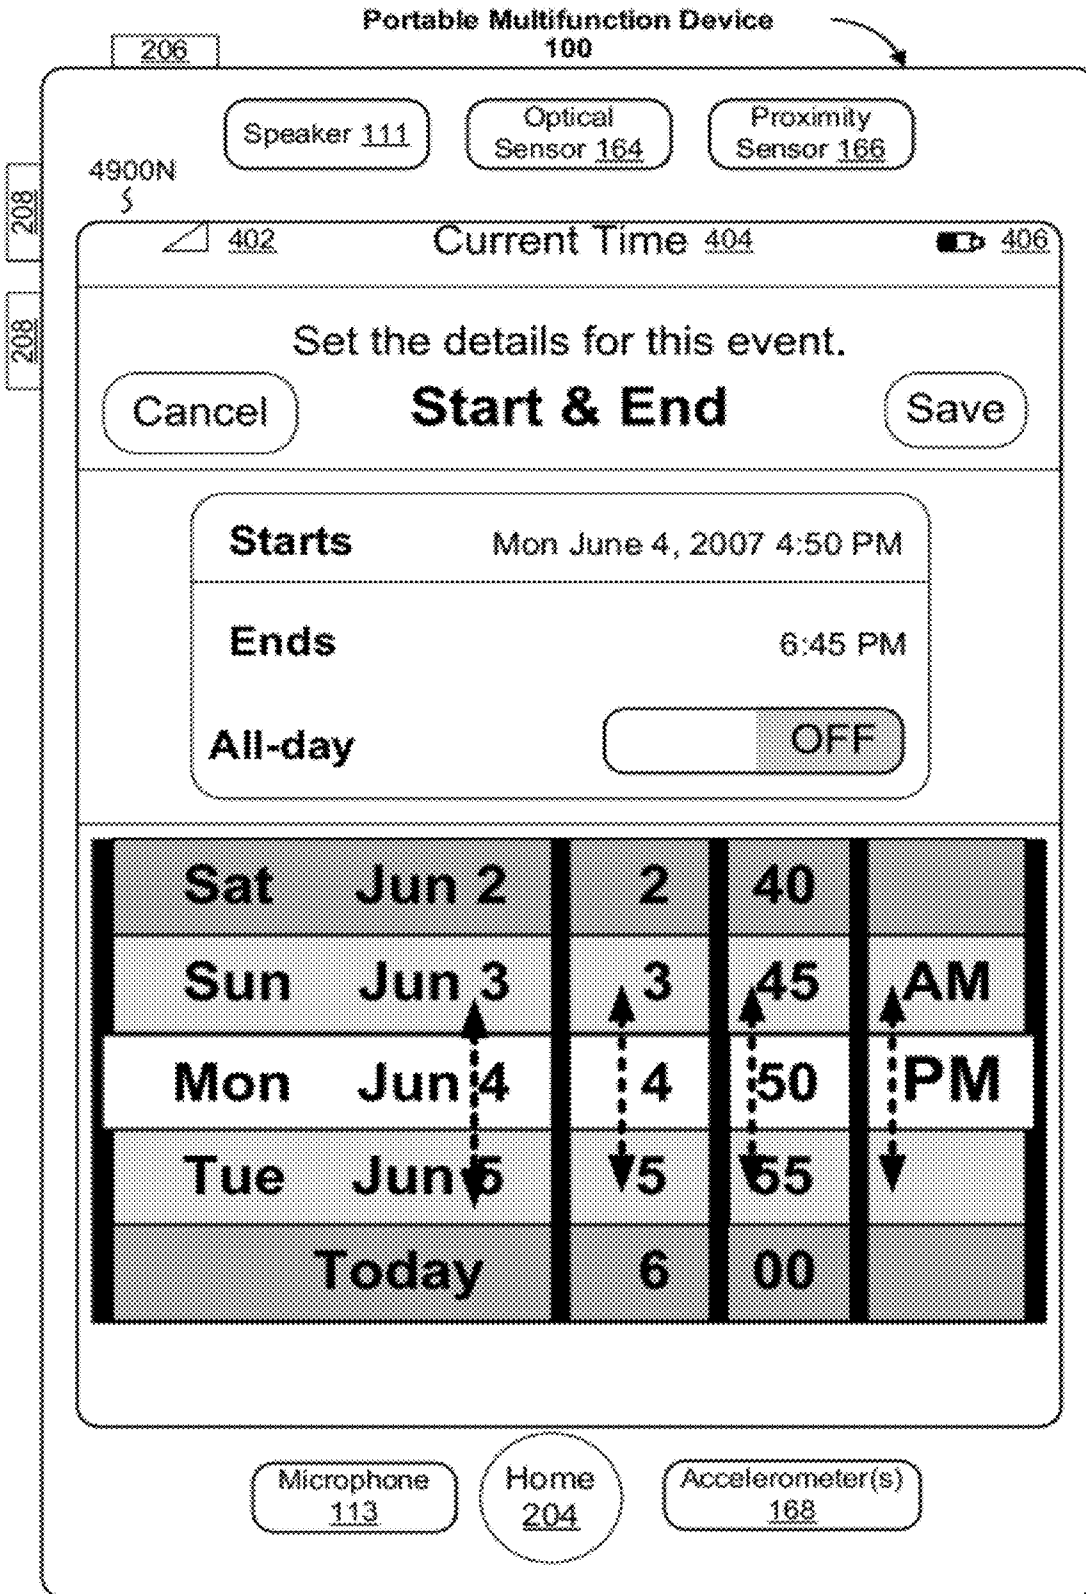 Portable Multifunction Device
100
206
Speaker 111
Optical
Sensor 164
Proximity
Sensor 166
4900N
208
208
402
Current Time 404
406
Set the details for this event.
Cancel
Start & End
Save
Starts Mon June 4, 2007 4:50 PM
Ends 6:45 PM
All-day OFF
Sat Jun 2 2 40
Sun Jun 3 3 45 AM
Mon Jun 4 4 50 PM
Tue Jun 5 5 55
Today 6 00
Microphone
113
Home
204
Accelerometer(s)
168